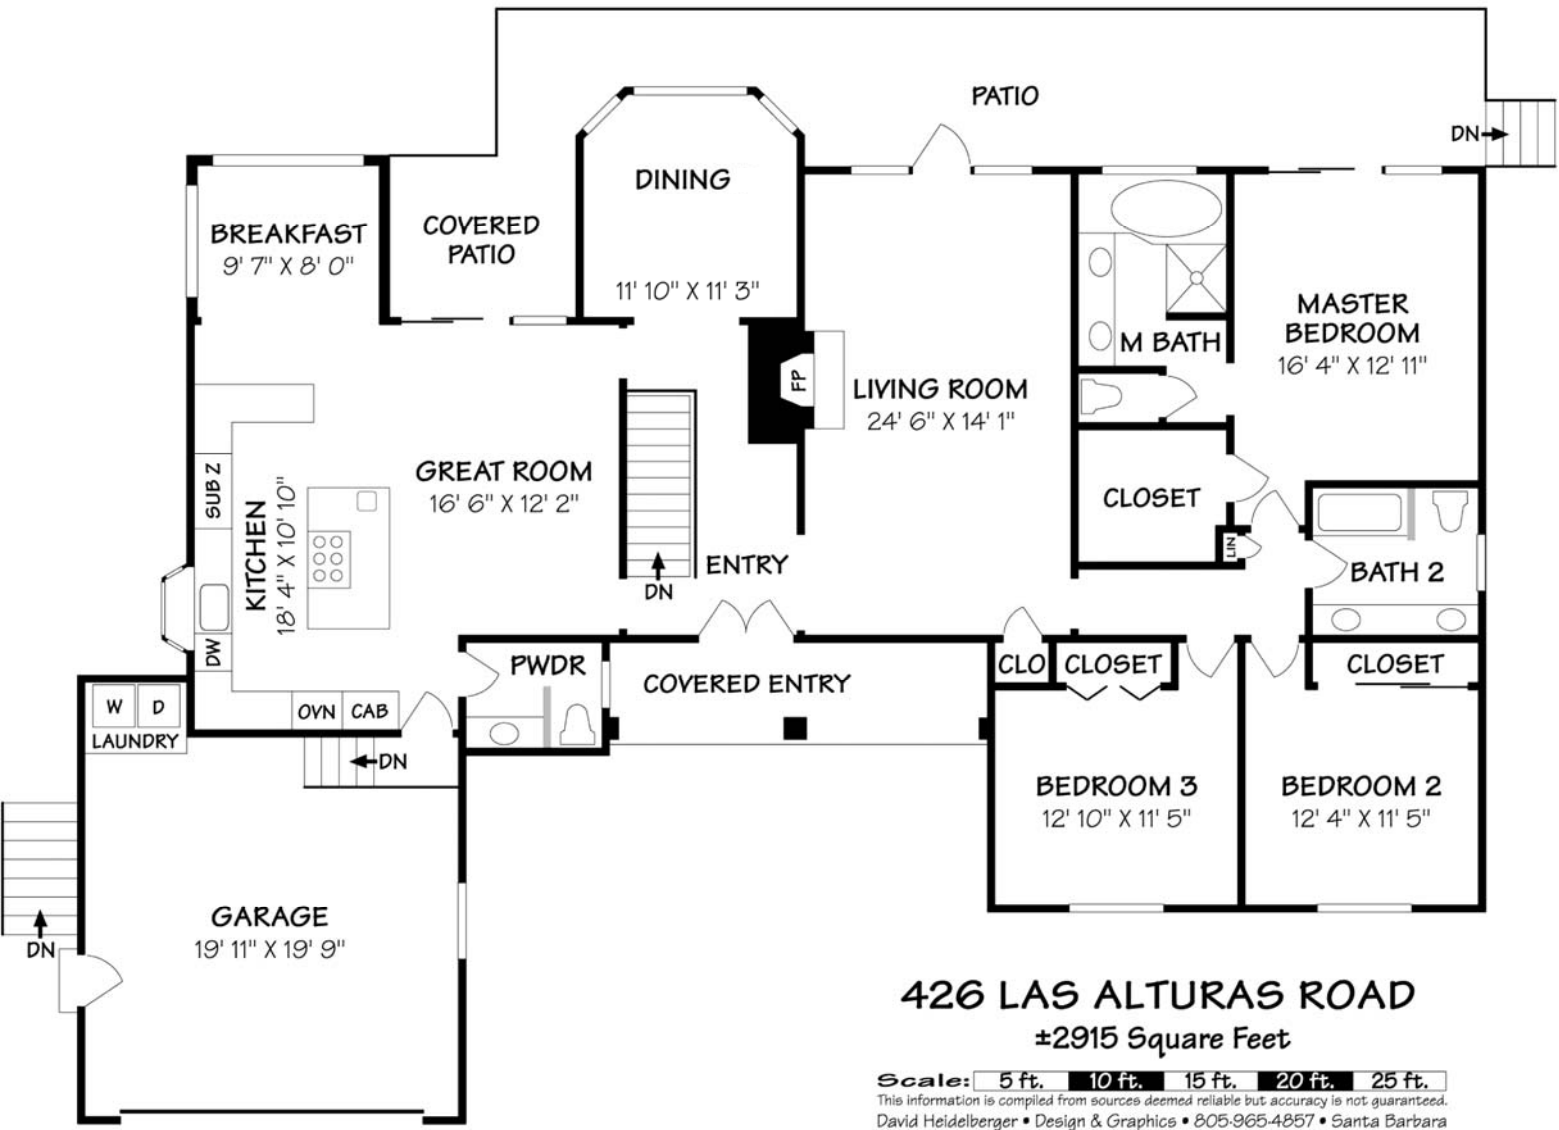 PATIO
DN
DINING
11' 10" X 11' 3"
BREAKFAST
9' 7" X 8' 0"
COVERED
PATIO
MASTER
BEDROOM
16' 4" X 12' 11"
M BATH
FP
LIVING ROOM
24' 6" X 14' 1"
GREAT ROOM
16' 6" X 12' 2"
SUB Z
KITCHEN
18' 4" X 10' 10"
CLOSET
LIN
ENTRY
DN
BATH 2
DW
PWDR
COVERED ENTRY
CLO
CLOSET
CLOSET
W
D
LAUNDRY
OVN
CAB
DN
BEDROOM 3
12' 10" X 11' 5"
BEDROOM 2
12' 4" X 11' 5"
GARAGE
19' 11" X 19' 9"
DN
426 LAS ALTURAS ROAD
±2915 Square Feet
Scale: 5 ft. 10 ft. 15 ft. 20 ft. 25 ft.
This information is compiled from sources deemed reliable but accuracy is not guaranteed.
David Heidelberger • Design & Graphics • 805-965-4857 • Santa Barbara